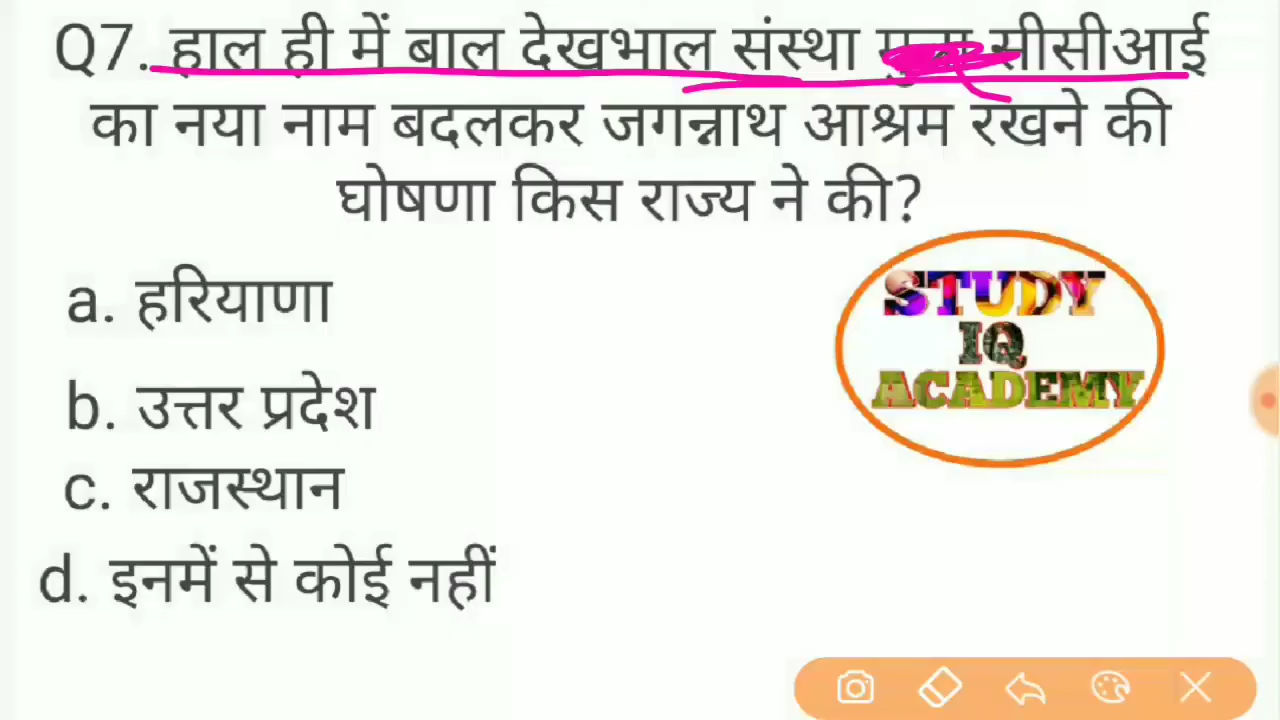 Q7. हाल ही में बाल देखभाल संस्था सीसीआई
का नया नाम बदलकर जगन्नाथ आश्रम रखने की
घोषणा किस राज्य ने की?
a. हरियाणा
b. उत्तर प्रदेश
c. राजस्थान
d. इनमें से कोई नहीं
STUDY
IQ
ACADEMY